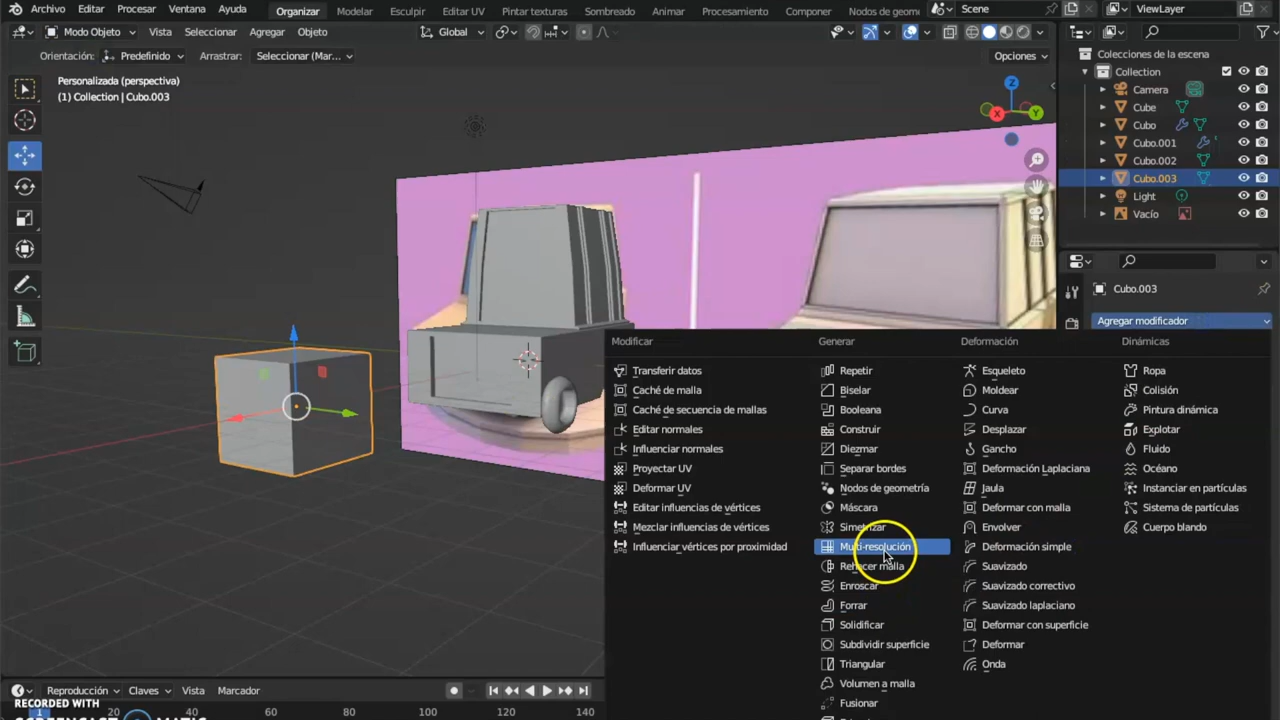 Archivo Editar Procesar Ventana Ayuda Organizar Modelar Esculpir Editar UV Pintar texturas Sombreado Animar Procesamiento Componer Nodos de geome Scene ViewLayer
Modo Objeto Vista Seleccionar Agregar Objeto Global
Orientación: Predefinido Arrastrar: Seleccionar (Mar... Opciones
Personalizada (perspectiva)
(1) Collection | Cubo.003
Z
X
Y
Colecciones de la escena
Collection
Camera
Cube
Cubo
Cubo.001
Cubo.002
Cubo.003
Light
Vacío
Cubo.003
Agregar modificador
Modificar
Transferir datos
Caché de malla
Caché de secuencia de mallas
Editar normales
Influenciar normales
Proyectar UV
Deformar UV
Editar influencias de vértices
Mezclar influencias de vértices
Influenciar vértices por proximidad
Generar
Repetir
Biselar
Booleana
Construir
Diezmar
Separar bordes
Nodos de geometría
Máscara
Simetrizar
Multi-resolución
Rehacer malla
Enroscar
Forrar
Solidificar
Subdividir superficie
Triangular
Volumen a malla
Fusionar
Deformación
Esqueleto
Moldear
Curva
Desplazar
Gancho
Deformación Laplaciana
Jaula
Deformar con malla
Envolver
Deformación simple
Suavizado
Suavizado correctivo
Suavizado laplaciano
Deformar con superficie
Deformar
Onda
Dinámicas
Ropa
Colisión
Pintura dinámica
Explotar
Fluido
Océano
Instanciar en partículas
Sistema de partículas
Cuerpo blando
Reproducción Claves Vista Marcador
1 20 40 60 80 100 120 140
RECORDED WITH